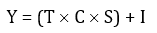 Y = (T × C × S) + I